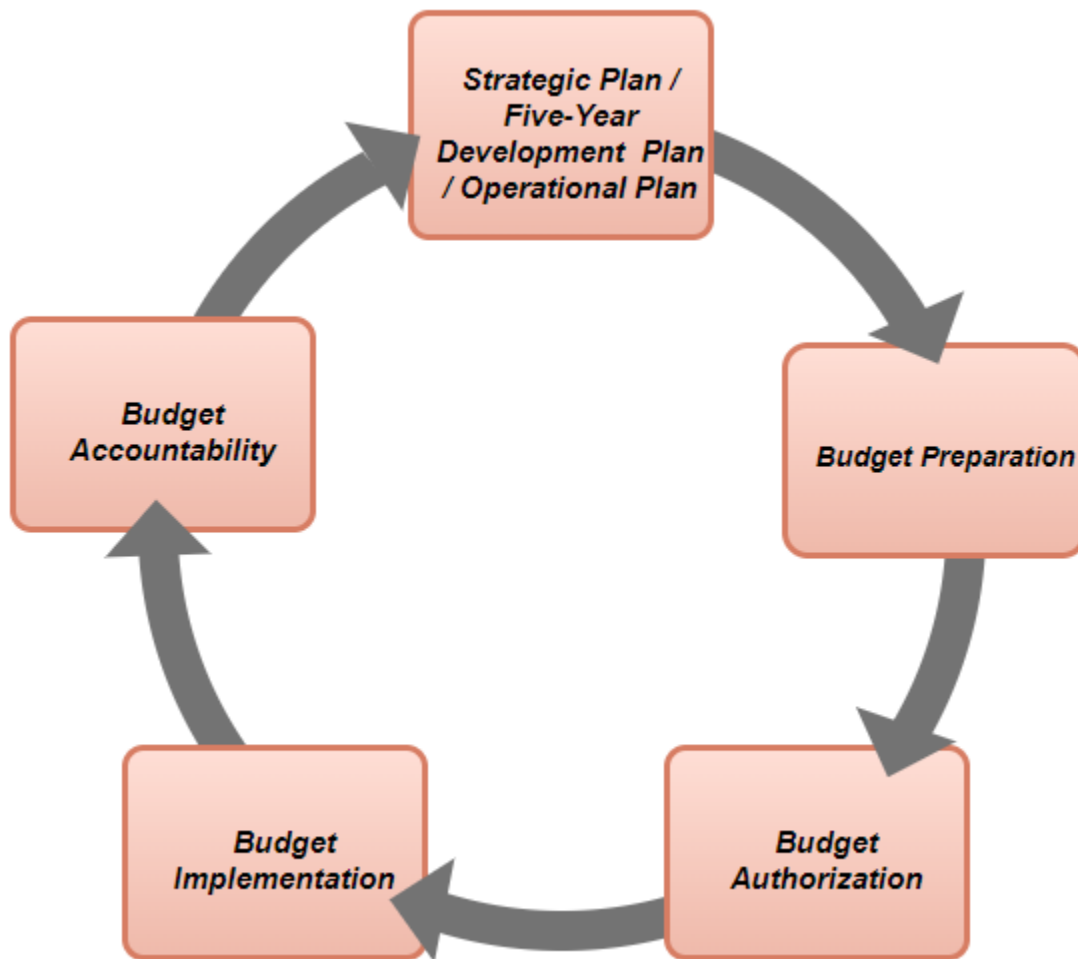 Strategic Plan /
Five-Year
Development Plan
/ Operational Plan
Budget Preparation
Budget
Authorization
Budget
Implementation
Budget
Accountability